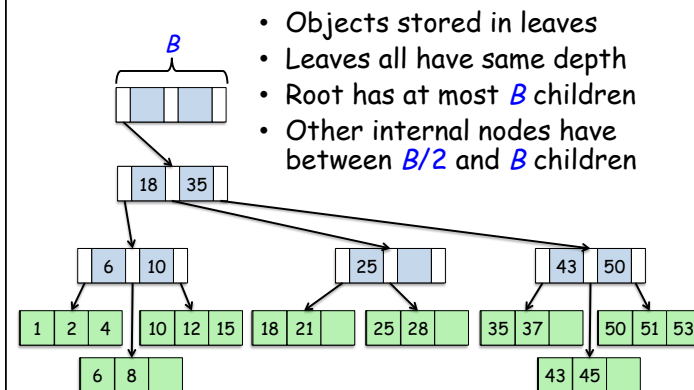 B
• Objects stored in leaves
• Leaves all have same depth
• Root has at most B children
• Other internal nodes have
between B/2 and B children
18 35
6 10
25
43 50
1 2 4
10 12 15
18 21
25 28
35 37
50 51 53
6 8
43 45